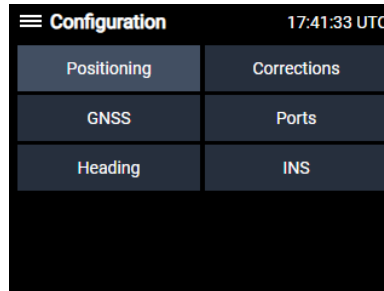 Configuration 17:41:33 UTC
Positioning Corrections
GNSS Ports
Heading INS